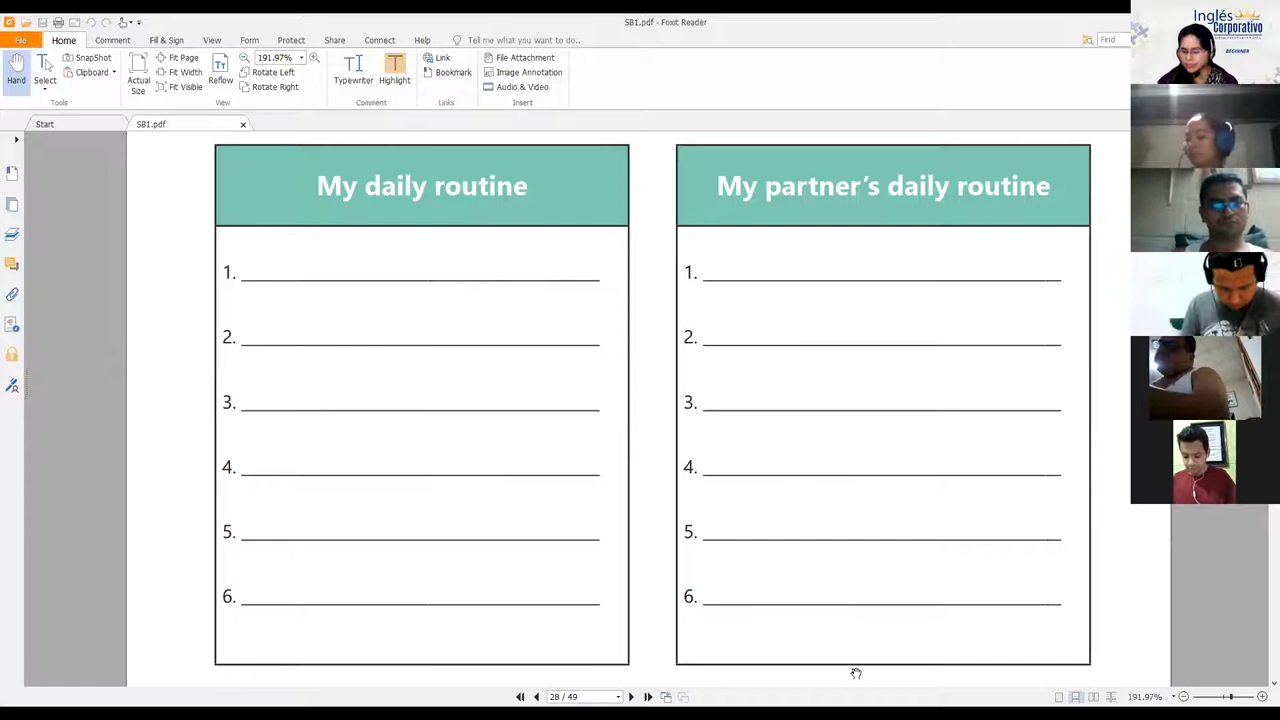 SB1.pdf - Foxit Reader
File Home Comment Fill & Sign View Form Protect Share Connect Help Tell me what you want to do.. Find
Hand
Select
SnapShot
Clipboard
Tools
Actual Size
Fit Page
Fit Width
Fit Visible
Reflow
191.97%
Rotate Left
Rotate Right
View
Typewriter
Highlight
Comment
Link
Bookmark
Links
File Attachment
Image Annotation
Audio & Video
Insert
Start
SB1.pdf
Inglés
Corporativo
BEGINNER
My daily routine
1.
2.
3.
4.
5.
6.
My partner's daily routine
1.
2.
3.
4.
5.
6.
28 / 49
191.97%